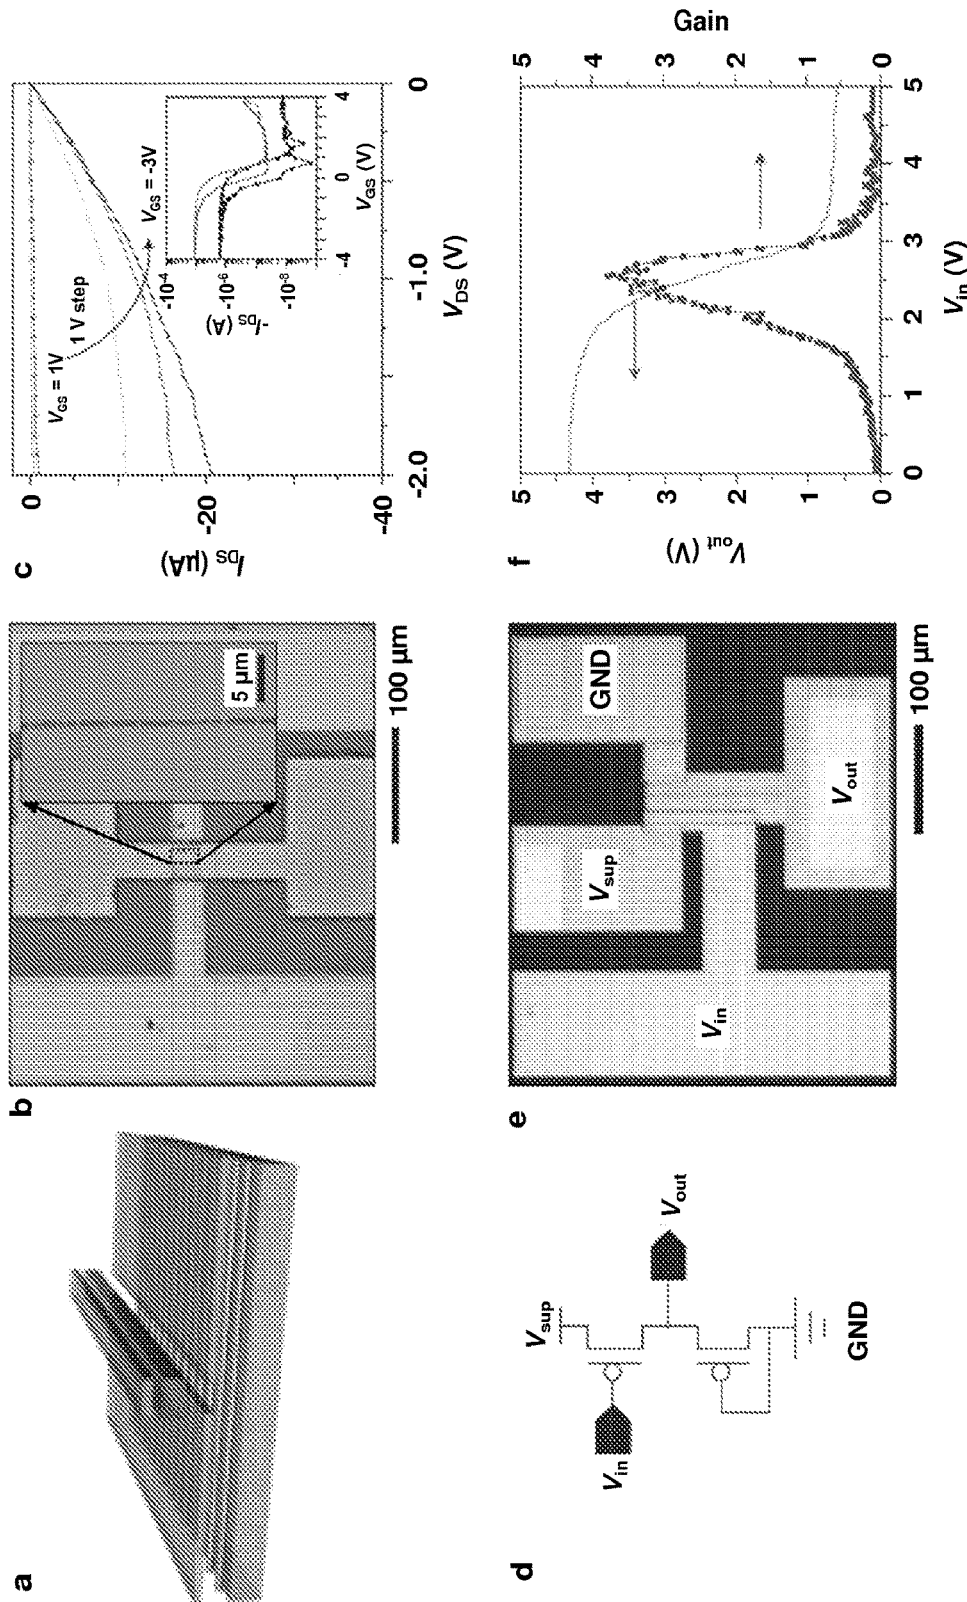 a
b
5 µm
100 µm
c
0
-20
-40
I_DS (µA)
V_GS = 1V
1 V step
V_GS = -3V
-2.0
-1.0
0
V_DS (V)
-10-4
-10-6
-10-8
-I_DS (A)
-4
0
4
V_GS (V)
d
V_in
V_sup
V_out
GND
e
V_in
V_sup
GND
V_out
100 µm
f
5
4
3
2
1
0
V_out (V)
0
1
2
3
4
5
V_in (V)
5
4
3
2
1
0
Gain